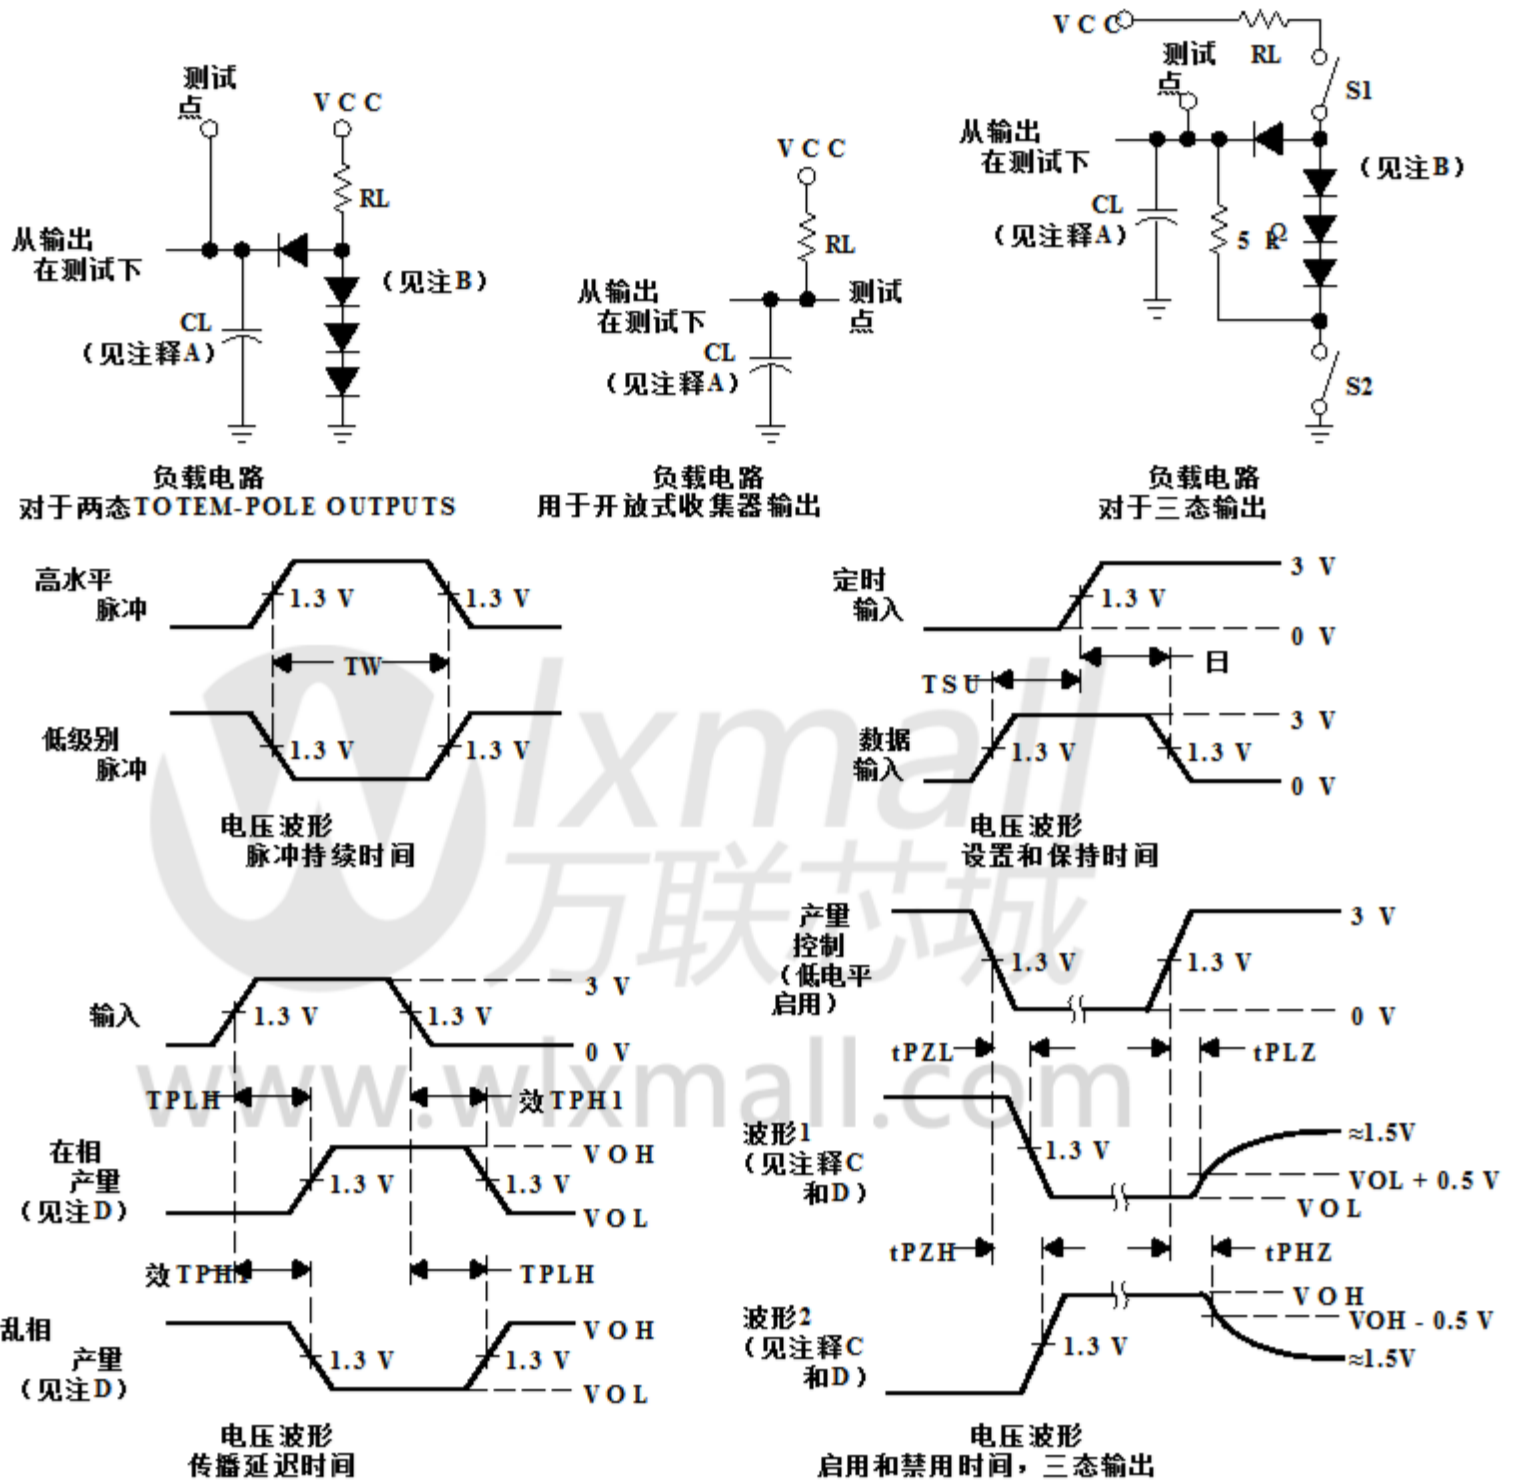 测试
点
V C C
RL
从输出
在测试下
(见注B)
CL
(见注释A)
负载电路
对于两态TOTEM-POLE OUTPUTS
V C C
RL
从输出
在测试下
测试
点
CL
(见注释A)
负载电路
用于开放式收集器输出
V C C
RL
测试
点
S1
从输出
在测试下
(见注B)
CL
(见注释A)
5 kΩ
S2
负载电路
对于三态输出
高水平
脉冲
1.3 V
1.3 V
TW
低级别
脉冲
1.3 V
1.3 V
电压波形
脉冲持续时间
定时
输入
3 V
1.3 V
0 V
日
TSU
数据
输入
3 V
1.3 V
1.3 V
0 V
电压波形
设置和保持时间
输入
3 V
1.3 V
1.3 V
0 V
TPLH
效TPH1
在相
产量
(见注D)
VOH
1.3 V
1.3 V
VOL
效TPH1
TPLH
乱相
产量
(见注D)
VOH
1.3 V
1.3 V
VOL
电压波形
传播延迟时间
产量
控制
(低电平
启用)
3 V
1.3 V
1.3 V
0 V
tPZL
tPLZ
波形1
(见注释C
和D)
1.3 V
≈1.5V
VOL + 0.5 V
VOL
tPZH
tPHZ
波形2
(见注释C
和D)
1.3 V
VOH
VOH - 0.5 V
≈1.5V
电压波形
启用和禁用时间,三态输出
wlxmall
万联芯城
www.wlxmall.com